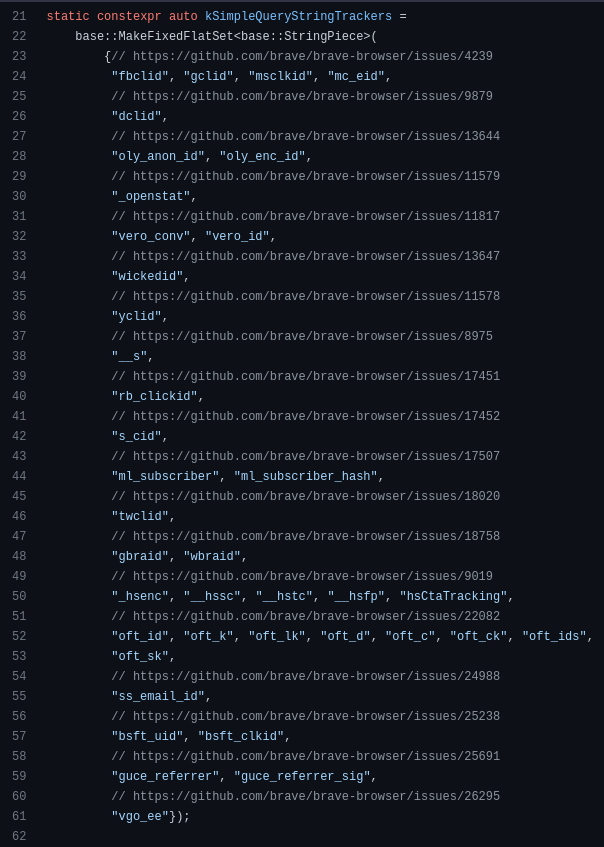 21 static constexpr auto kSimpleQueryStringTrackers =
22     base::MakeFixedFlatSet<base::StringPiece>(
23         {// https://github.com/brave/brave-browser/issues/4239
24          "fbclid", "gclid", "msclkid", "mc_eid",
25          // https://github.com/brave/brave-browser/issues/9879
26          "dclid",
27          // https://github.com/brave/brave-browser/issues/13644
28          "oly_anon_id", "oly_enc_id",
29          // https://github.com/brave/brave-browser/issues/11579
30          "_openstat",
31          // https://github.com/brave/brave-browser/issues/11817
32          "vero_conv", "vero_id",
33          // https://github.com/brave/brave-browser/issues/13647
34          "wickedid",
35          // https://github.com/brave/brave-browser/issues/11578
36          "yclid",
37          // https://github.com/brave/brave-browser/issues/8975
38          "__s",
39          // https://github.com/brave/brave-browser/issues/17451
40          "rb_clickid",
41          // https://github.com/brave/brave-browser/issues/17452
42          "s_cid",
43          // https://github.com/brave/brave-browser/issues/17507
44          "ml_subscriber", "ml_subscriber_hash",
45          // https://github.com/brave/brave-browser/issues/18020
46          "twclid",
47          // https://github.com/brave/brave-browser/issues/18758
48          "gbraid", "wbraid",
49          // https://github.com/brave/brave-browser/issues/9019
50          "_hsenc", "__hssc", "__hstc", "__hsfp", "hsCtaTracking",
51          // https://github.com/brave/brave-browser/issues/22082
52          "oft_id", "oft_k", "oft_lk", "oft_d", "oft_c", "oft_ck", "oft_ids",
53          "oft_sk",
54          // https://github.com/brave/brave-browser/issues/24988
55          "ss_email_id",
56          // https://github.com/brave/brave-browser/issues/25238
57          "bsft_uid", "bsft_clkid",
58          // https://github.com/brave/brave-browser/issues/25691
59          "guce_referrer", "guce_referrer_sig",
60          // https://github.com/brave/brave-browser/issues/26295
61          "vgo_ee"});
62